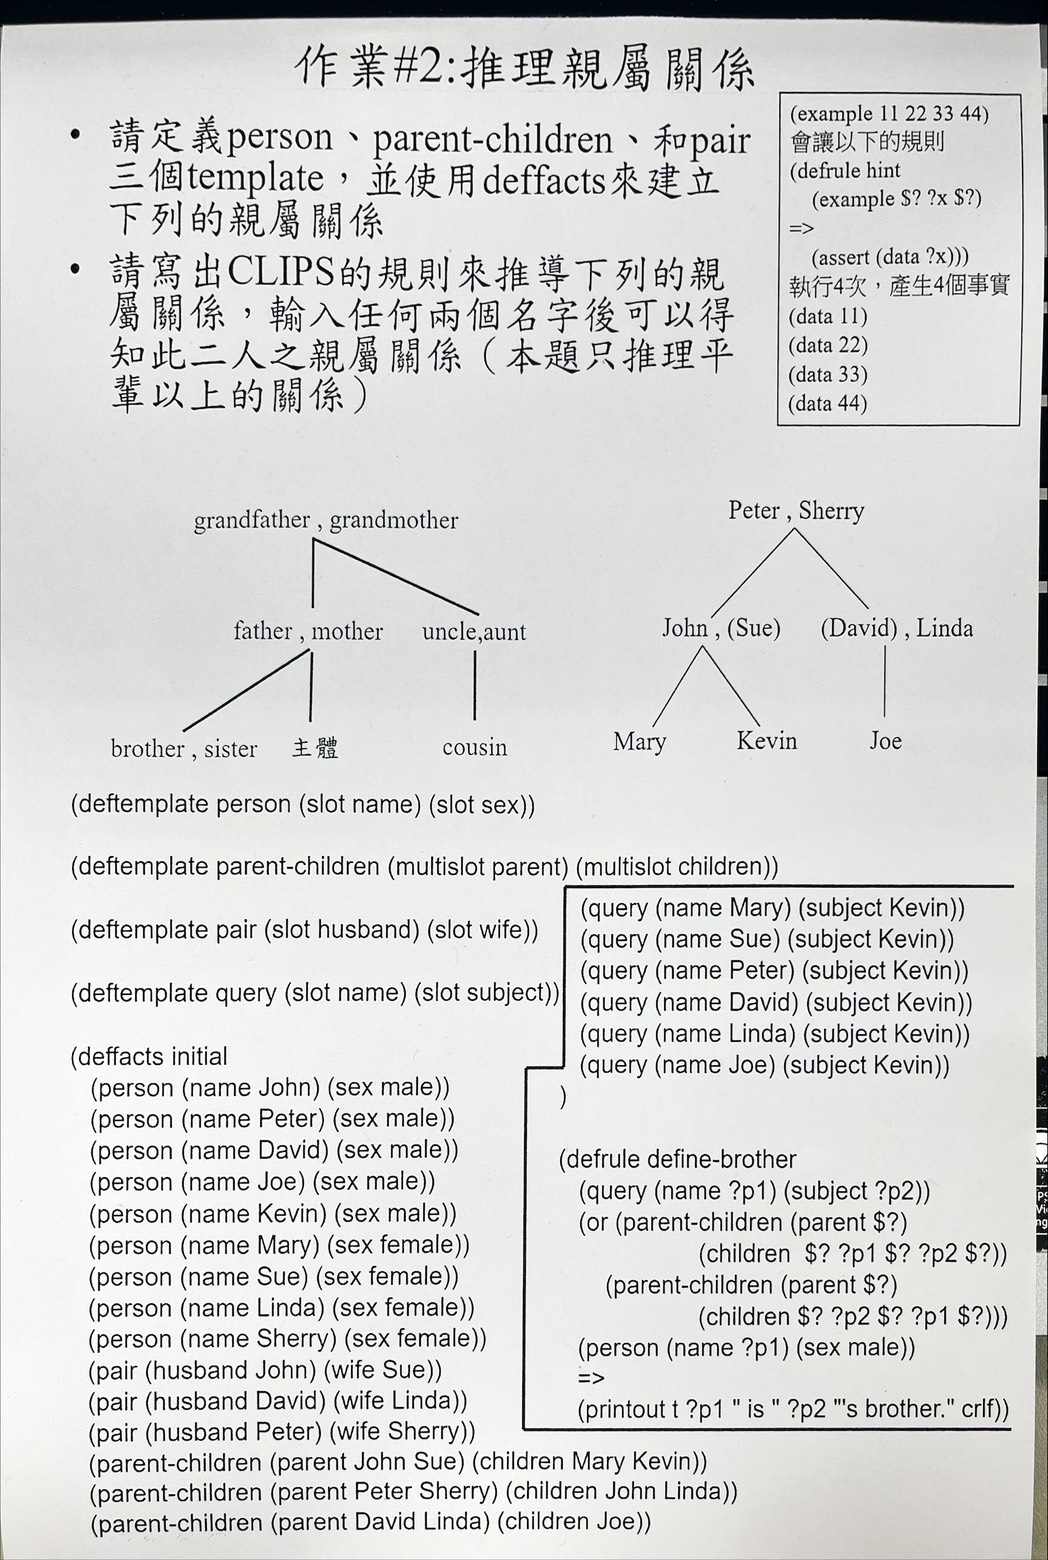 作業#2:推理親屬關係
• 請定義person、parent-children、和pair
三個template，並使用deffacts來建立
下列的親屬關係
• 請寫出CLIPS的規則來推導下列的親
屬關係，輸入任何兩個名字後可以得
知此二人之親屬關係（本題只推理平
輩以上的關係）
(example 11 22 33 44)
會讓以下的規則
(defrule hint
(example $? ?x $?)
=>
(assert (data ?x)))
執行4次，產生4個事實
(data 11)
(data 22)
(data 33)
(data 44)
grandfather , grandmother
father , mother
uncle,aunt
brother , sister
主體
cousin
Peter , Sherry
John , (Sue)
(David) , Linda
Mary
Kevin
Joe
(deftemplate person (slot name) (slot sex))
(deftemplate parent-children (multislot parent) (multislot children))
(deftemplate pair (slot husband) (slot wife))
(deftemplate query (slot name) (slot subject))
(deffacts initial
(person (name John) (sex male))
(person (name Peter) (sex male))
(person (name David) (sex male))
(person (name Joe) (sex male))
(person (name Kevin) (sex male))
(person (name Mary) (sex female))
(person (name Sue) (sex female))
(person (name Linda) (sex female))
(person (name Sherry) (sex female))
(pair (husband John) (wife Sue))
(pair (husband David) (wife Linda))
(pair (husband Peter) (wife Sherry))
(parent-children (parent John Sue) (children Mary Kevin))
(parent-children (parent Peter Sherry) (children John Linda))
(parent-children (parent David Linda) (children Joe))
(query (name Mary) (subject Kevin))
(query (name Sue) (subject Kevin))
(query (name Peter) (subject Kevin))
(query (name David) (subject Kevin))
(query (name Linda) (subject Kevin))
(query (name Joe) (subject Kevin))
)
(defrule define-brother
(query (name ?p1) (subject ?p2))
(or (parent-children (parent $?)
(children $? ?p1 $? ?p2 $?))
(parent-children (parent $?)
(children $? ?p2 $? ?p1 $?)))
(person (name ?p1) (sex male))
=>
(printout t ?p1 " is " ?p2 "'s brother." crlf))